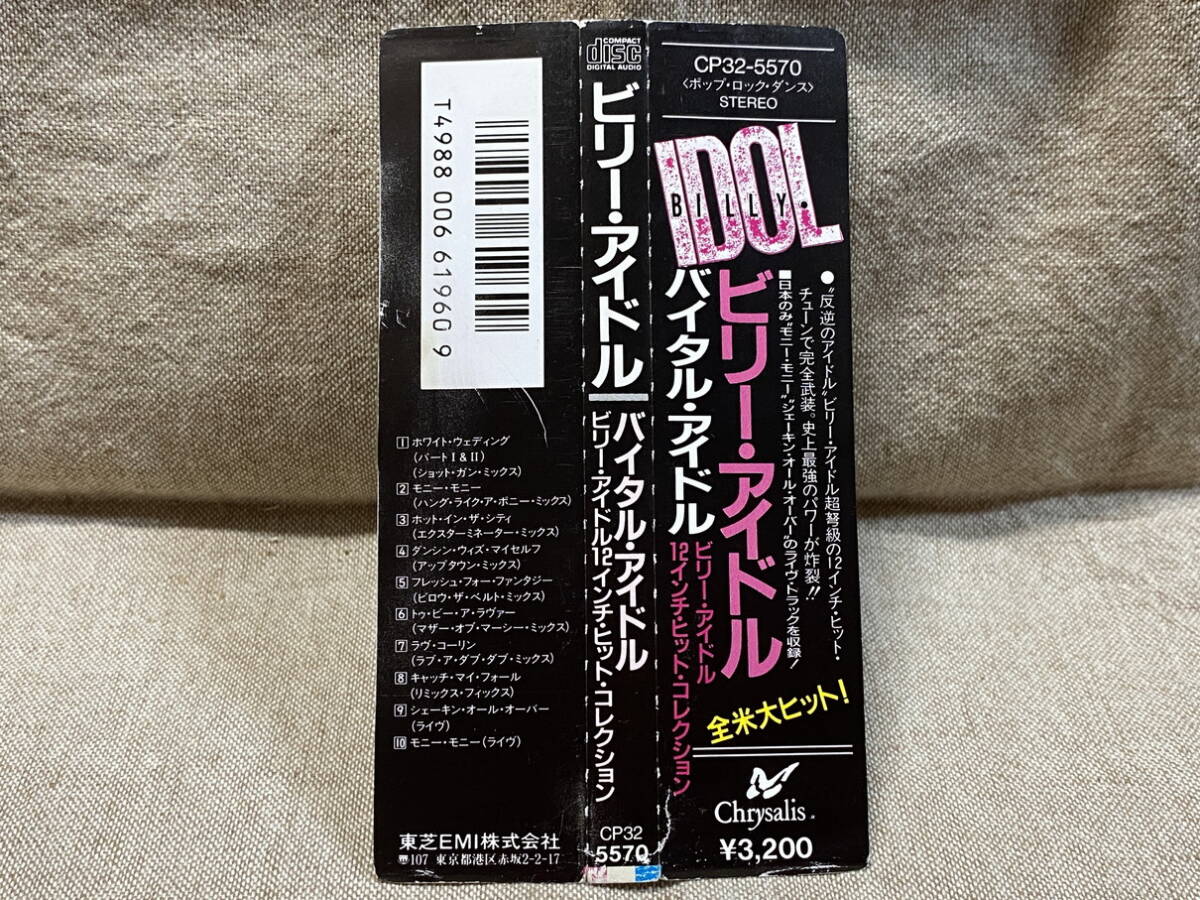 T4988 006 61960 9
1 ホワイト・ウェディング
(パートI & II)
(ショット・ガン・ミックス)
2 モニー・モニー
(ハング・ライク・ア・ポニー・ミックス)
3 ホット・イン・ザ・シティ
(エクスターミネーター・ミックス)
4 ダンシン・ウィズ・マイセルフ
(アップタウン・ミックス)
5 フレッシュ・フォー・ファンタジー
(ビロウ・ザ・ベルト・ミックス)
6 トゥ・ビー・ア・ラヴァー
(マザー・オブ・マーシー・ミックス)
7 ラヴ・コーリン
(ラブ・ア・ダブ・ダブ・ミックス)
8 キャッチ・マイ・フォール
(リミックス・フィックス)
9 シェーキン・オール・オーバー
(ライヴ)
10 モニー・モニー(ライヴ)
東芝EMI株式会社
〠107 東京都港区赤坂2-2-17
COMPACT
disc
DIGITAL AUDIO
ビリー・アイドル
バイタル・アイドル
ビリー・アイドル12インチ・ヒット・コレクション
CP32
5570
CP32-5570
〈ポップ・ロック・ダンス〉
STEREO
IDOL
BILLY・
●“反逆のアイドル”ビリー・アイドル超弩級の12インチ・ヒット・
チューンで完全武装。史上最強のパワーが炸裂!!
■日本のみ“モニー・モニー”“シェーキン・オール・オーバー”のライヴ・トラックを収録!
ビリー・アイドル
バイタル・アイドル
ビリー・アイドル
12インチ・ヒット・コレクション
全米大ヒット!
Chrysalis
¥3,200